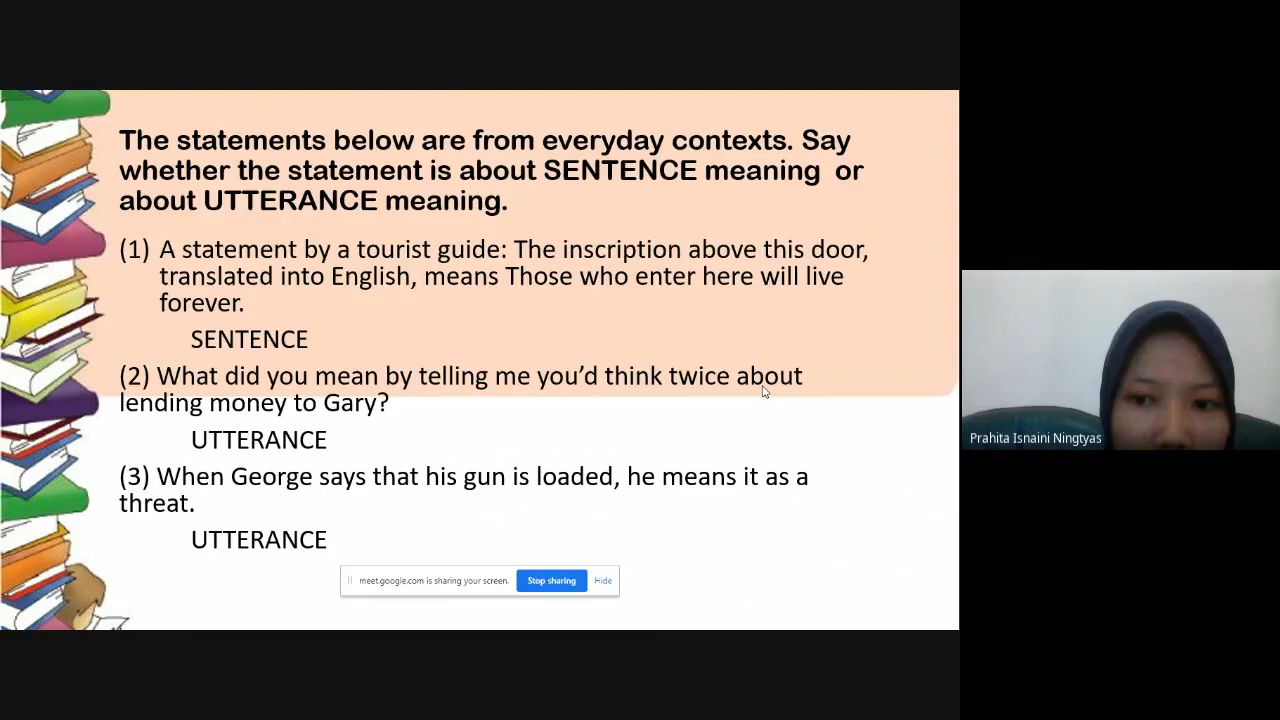 The statements below are from everyday contexts. Say
whether the statement is about SENTENCE meaning or
about UTTERANCE meaning.
(1) A statement by a tourist guide: The inscription above this door,
translated into English, means Those who enter here will live
forever.
SENTENCE
(2) What did you mean by telling me you’d think twice about
lending money to Gary?
UTTERANCE
(3) When George says that his gun is loaded, he means it as a
threat.
UTTERANCE
meet.google.com is sharing your screen.
Stop sharing
Hide
Prahita Isnaini Ningtyas